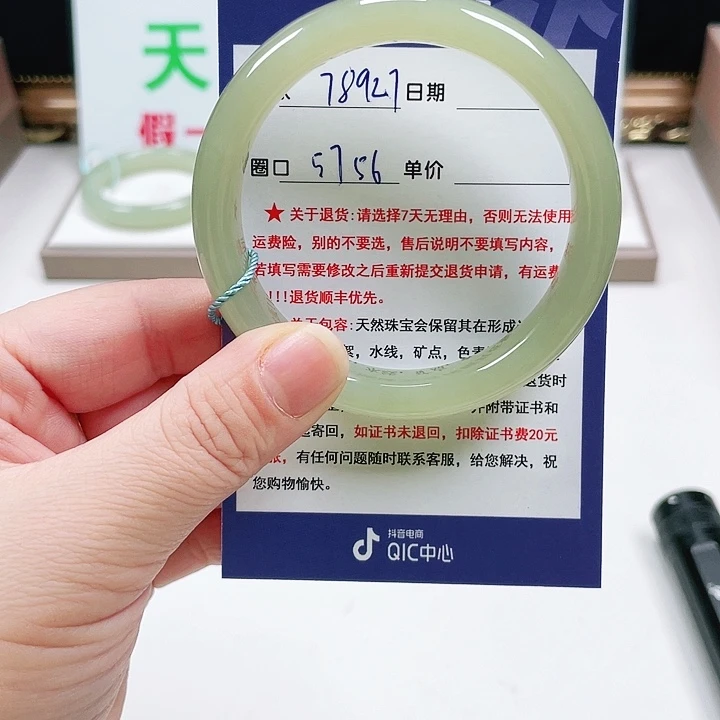 天
假一
78927 日期
圈口 5756 单价
★ 关于退货:请选择7天无理由，否则无法使用
运费险，别的不要选，售后说明不要填写内容，
若填写需要修改之后重新提交退货申请，有运费
!!!退货顺丰优先。
关于包容:天然珠宝会保留其在形成
絮，水线，矿点，色素
退货时
附带证书和
寄回，如证书未退回，扣除证书费20元
张，有任何问题随时联系客服，给您解决，祝
您购物愉快。
抖音电商
QIC中心